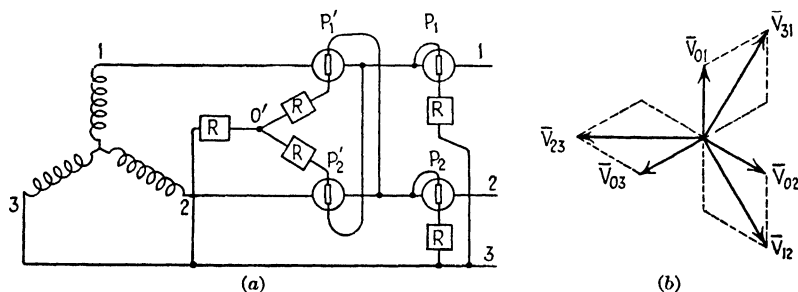 P₁′ P₁
1 1
R R
R O′
R P₂′ P₂
3 2 2
R
3
(a)
V̄₃₁
V̄₀₁
V̄₂₃
V̄₀₃ V̄₀₂
V̄₁₂
(b)